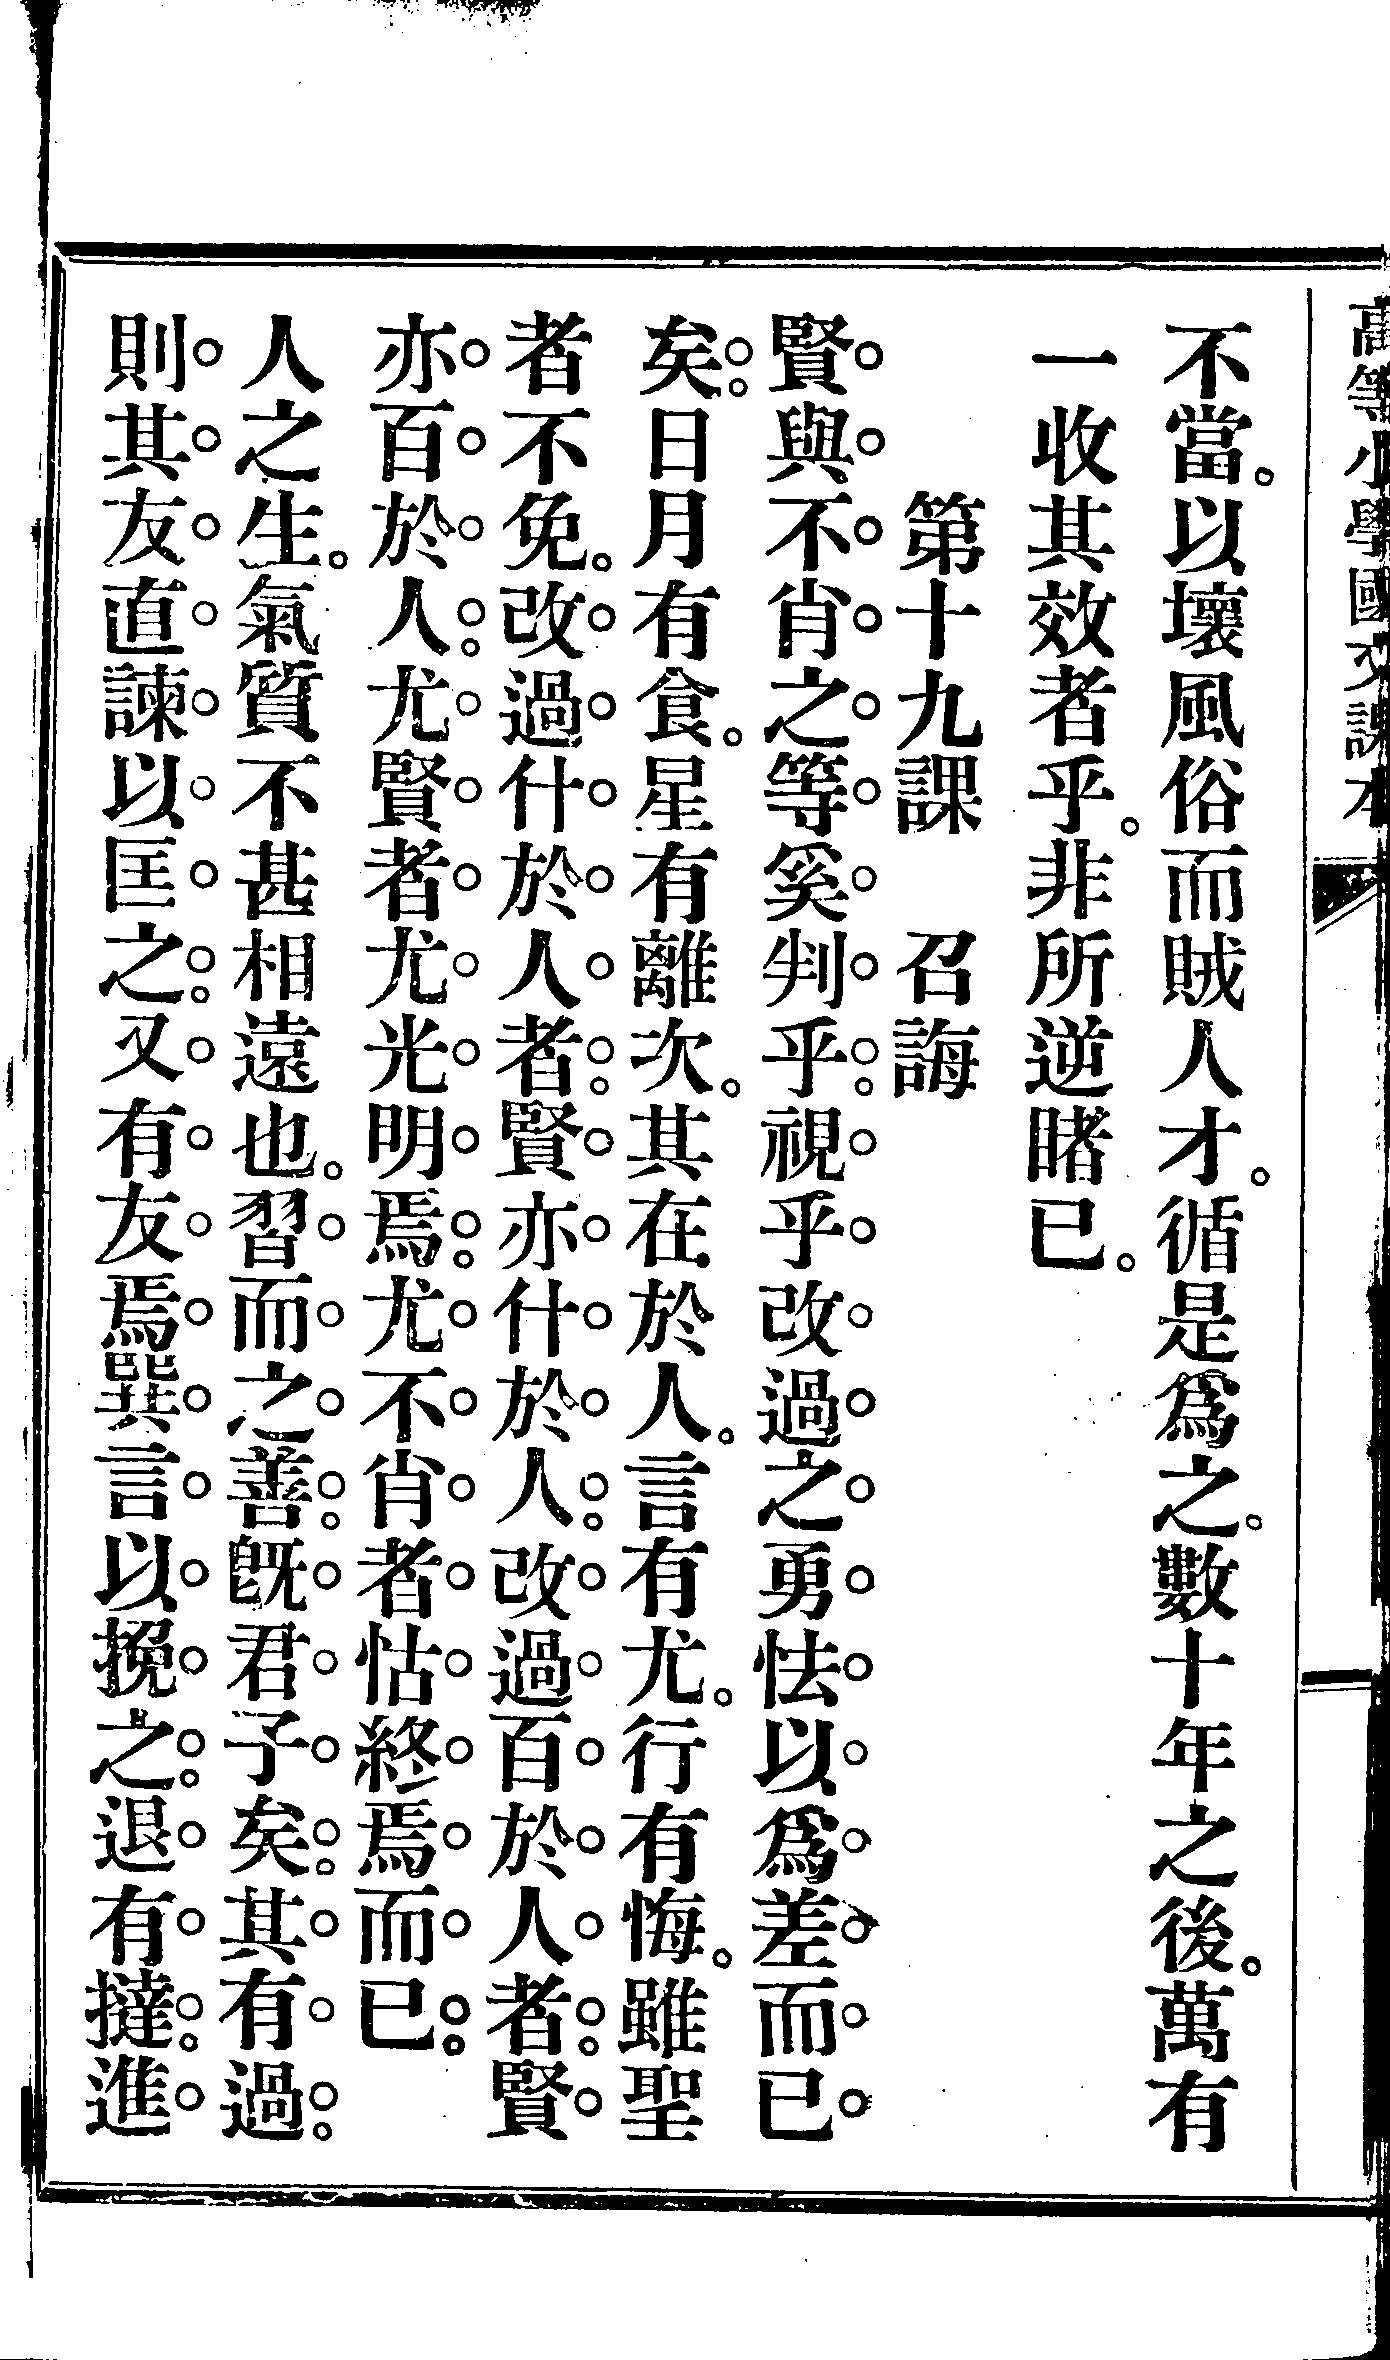 高等小學國文課本
不當。以壞風俗而賊人才。循是爲之。數十年之後。萬有
一收其效者乎。非所逆睹已。
第十九課　召誨
賢與不肖之等奚判乎。視乎改過之勇怯以爲差而已
矣。日月有食。星有離次。其在於人。言有尤。行有悔。雖聖
者不免。改過什於人者。賢亦什於人。改過百於人者。賢
亦百於人。尤賢者尤光明焉。尤不肖者怙終焉而已。
人之生。氣質不甚相遠也。習而之善。旣君子矣。其有過。
則其友直諫以匡之。又有友焉巽言以挽之。退有撻。進